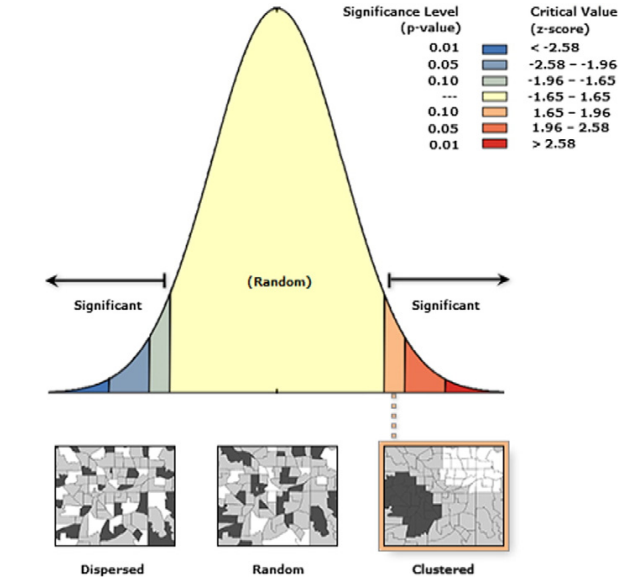 Significance Level
(p-value)
Critical Value
(z-score)
0.01 < -2.58
0.05 -2.58 – -1.96
0.10 -1.96 – -1.65
--- -1.65 – 1.65
0.10 1.65 – 1.96
0.05 1.96 – 2.58
0.01 > 2.58
(Random)
Significant
Significant
Dispersed
Random
Clustered